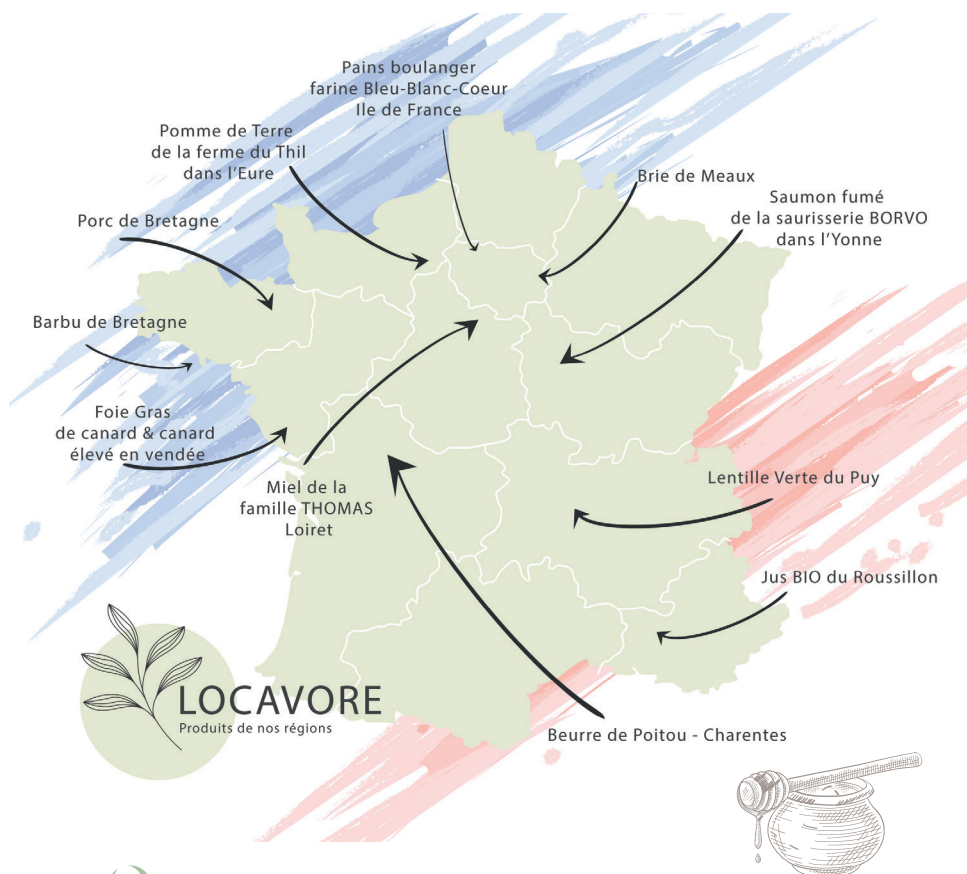 Pains boulanger
farine Bleu-Blanc-Coeur
Ile de France
Pomme de Terre
de la ferme du Thil
dans l'Eure
Brie de Meaux
Saumon fumé
de la saurisserie BORVO
dans l'Yonne
Porc de Bretagne
Barbu de Bretagne
Foie Gras
de canard & canard
élevé en vendée
Miel de la
famille THOMAS
Loiret
Lentille Verte du Puy
Jus BIO du Roussillon
LOCAVORE
Produits de nos régions
Beurre de Poitou - Charentes